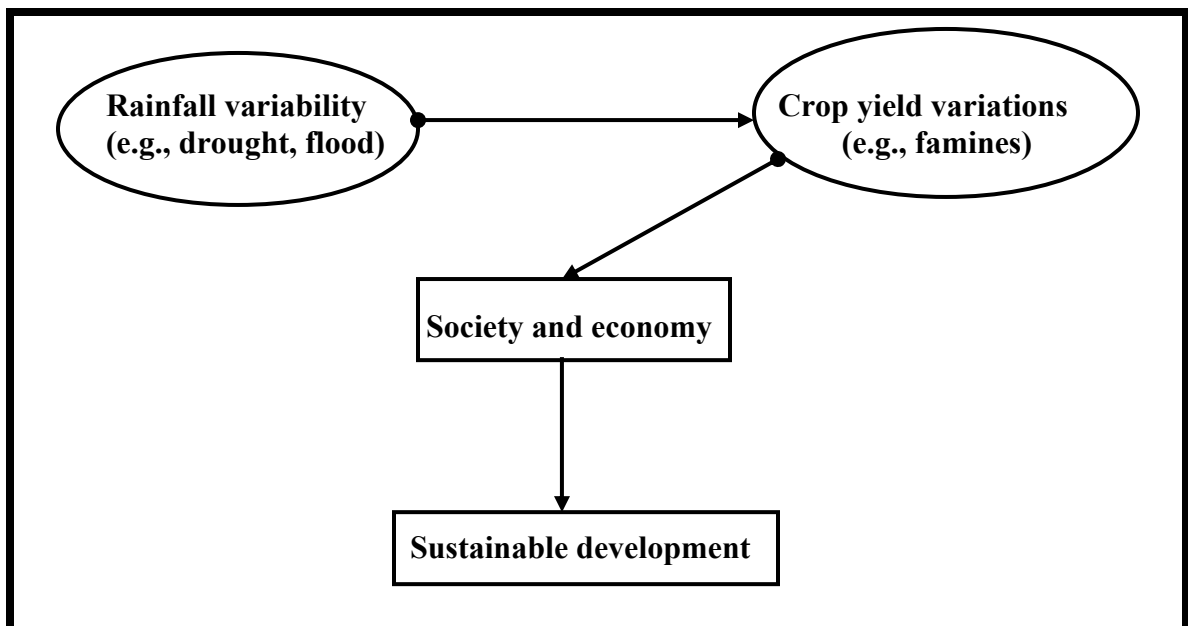 Rainfall variability
(e.g., drought, flood)
Crop yield variations
(e.g., famines)
Society and economy
Sustainable development